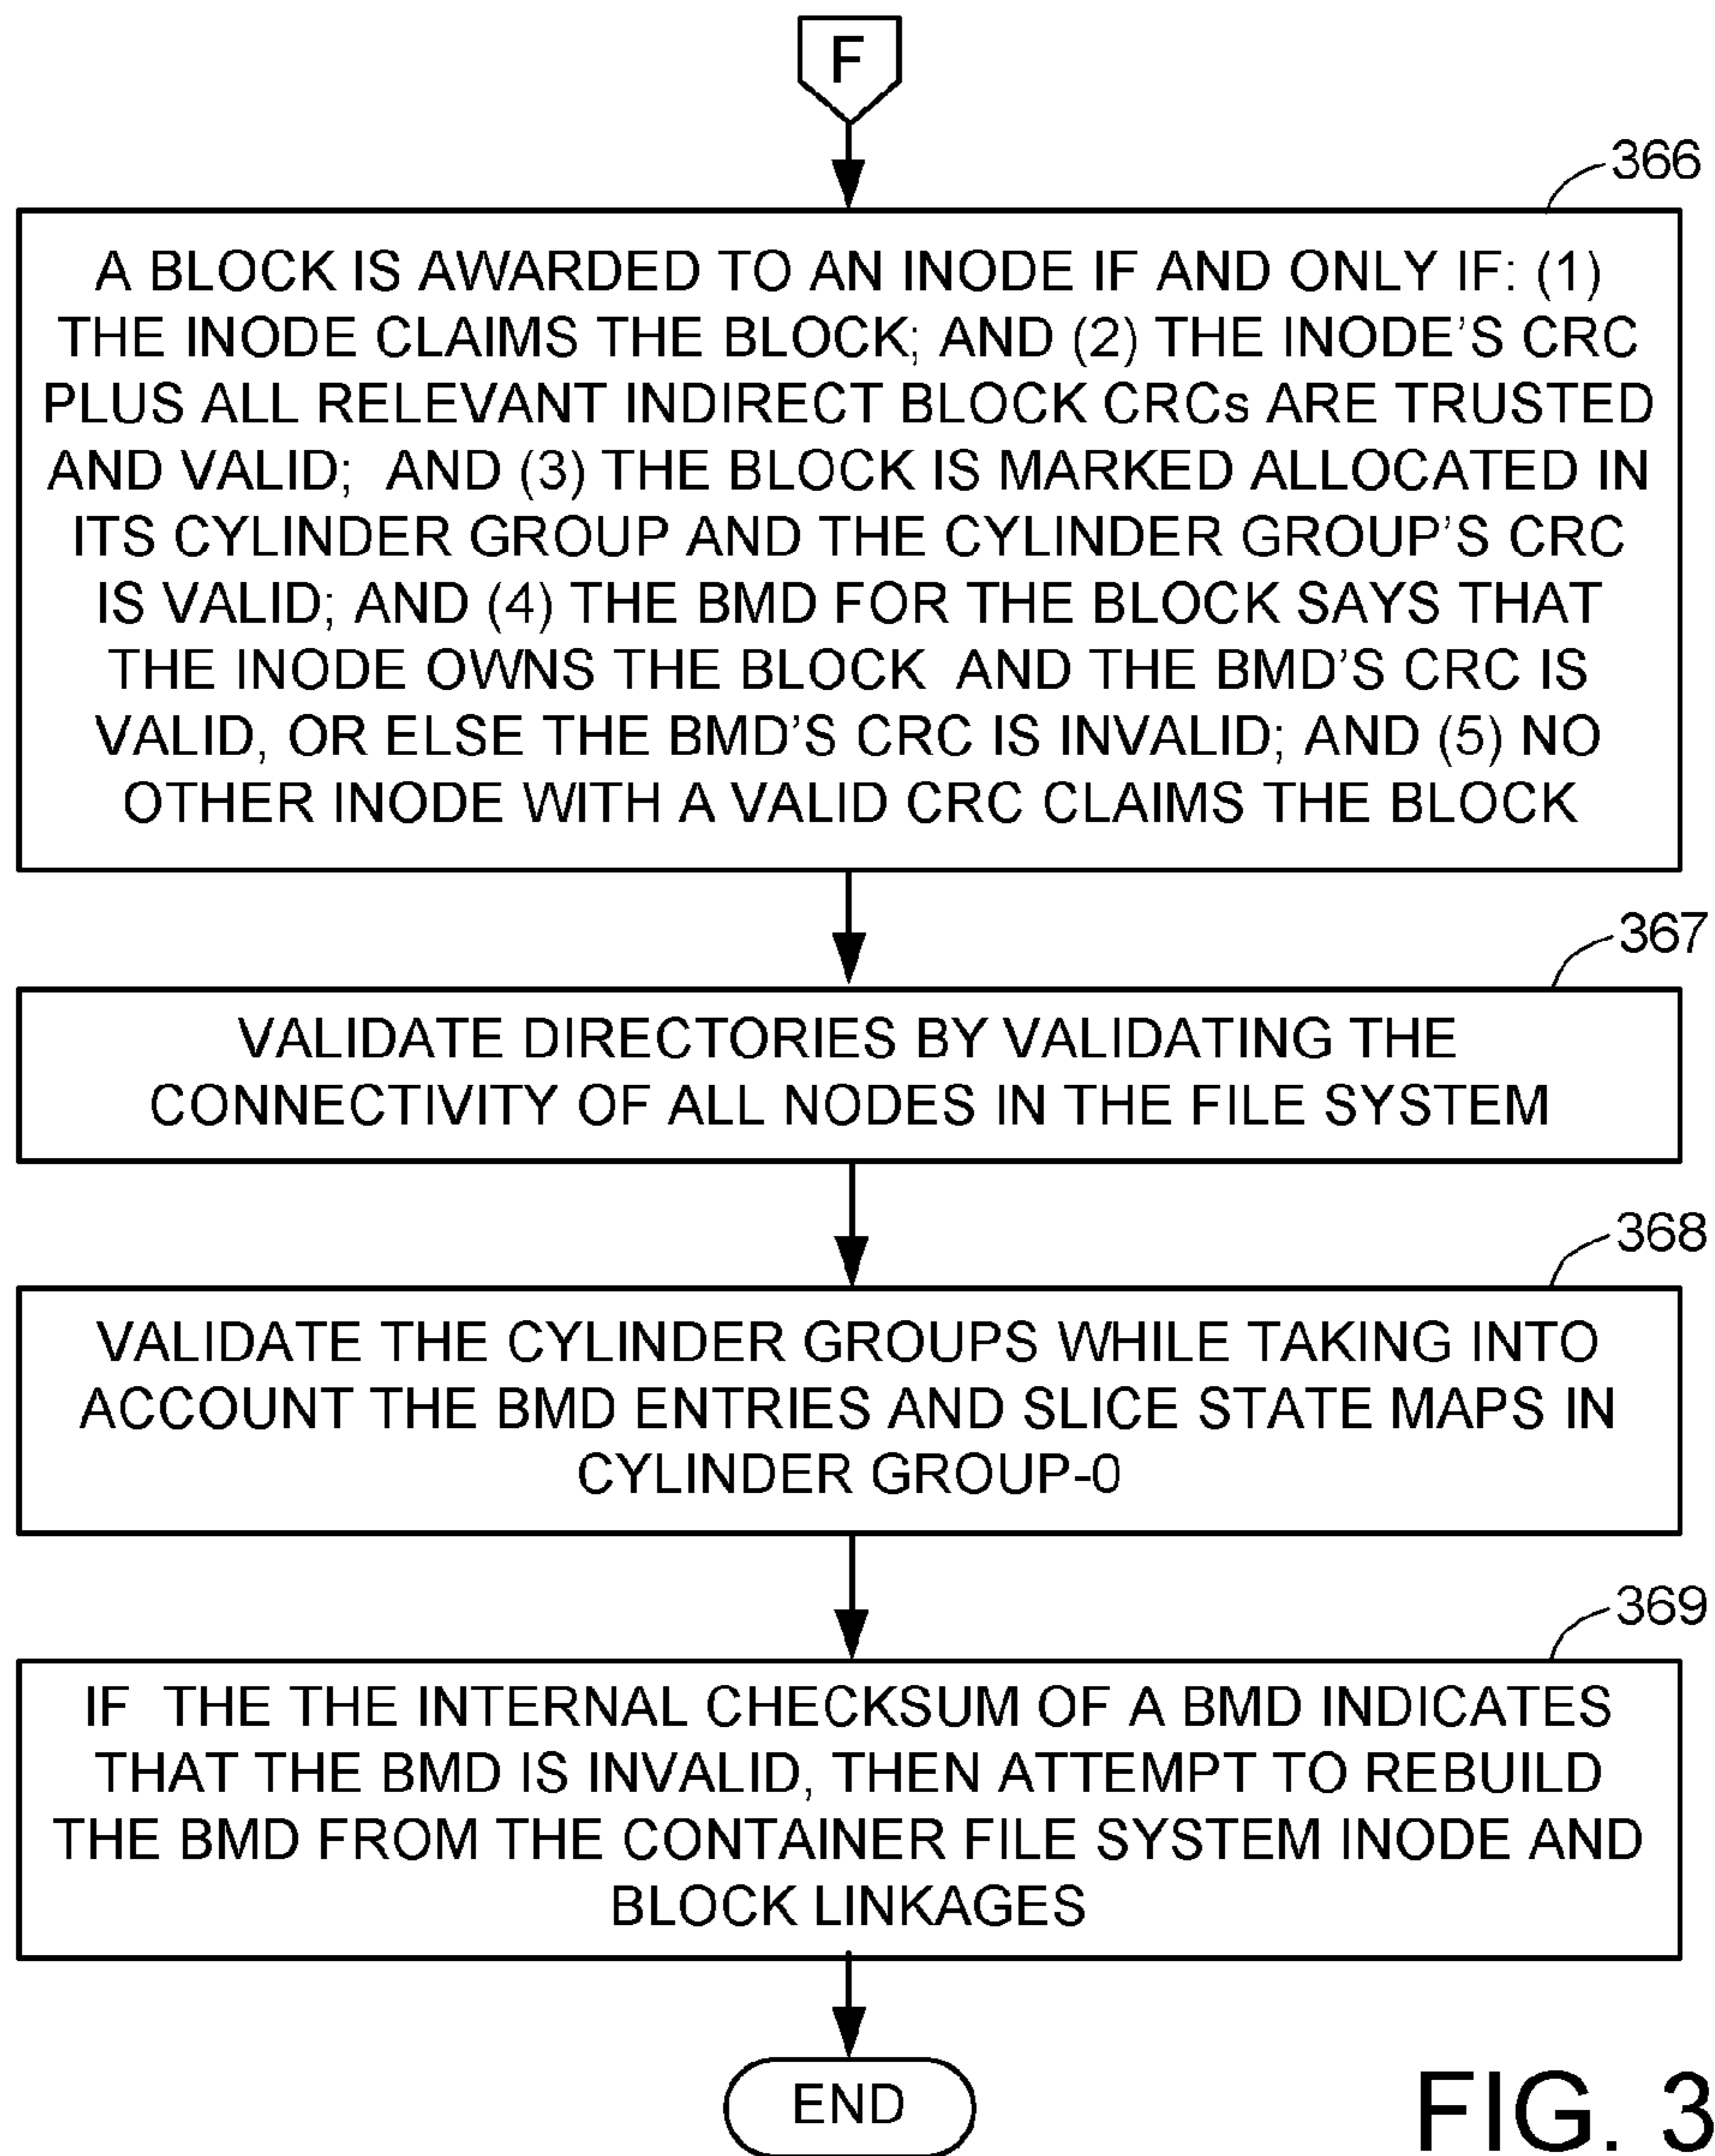 F
366
A BLOCK IS AWARDED TO AN INODE IF AND ONLY IF: (1)
THE INODE CLAIMS THE BLOCK; AND (2) THE INODE'S CRC
PLUS ALL RELEVANT INDIRECT BLOCK CRCs ARE TRUSTED
AND VALID; AND (3) THE BLOCK IS MARKED ALLOCATED IN
ITS CYLINDER GROUP AND THE CYLINDER GROUP'S CRC
IS VALID; AND (4) THE BMD FOR THE BLOCK SAYS THAT
THE INODE OWNS THE BLOCK AND THE BMD'S CRC IS
VALID, OR ELSE THE BMD'S CRC IS INVALID; AND (5) NO
OTHER INODE WITH A VALID CRC CLAIMS THE BLOCK
367
VALIDATE DIRECTORIES BY VALIDATING THE
CONNECTIVITY OF ALL NODES IN THE FILE SYSTEM
368
VALIDATE THE CYLINDER GROUPS WHILE TAKING INTO
ACCOUNT THE BMD ENTRIES AND SLICE STATE MAPS IN
CYLINDER GROUP-0
369
IF THE THE INTERNAL CHECKSUM OF A BMD INDICATES
THAT THE BMD IS INVALID, THEN ATTEMPT TO REBUILD
THE BMD FROM THE CONTAINER FILE SYSTEM INODE AND
BLOCK LINKAGES
END
FIG. 3